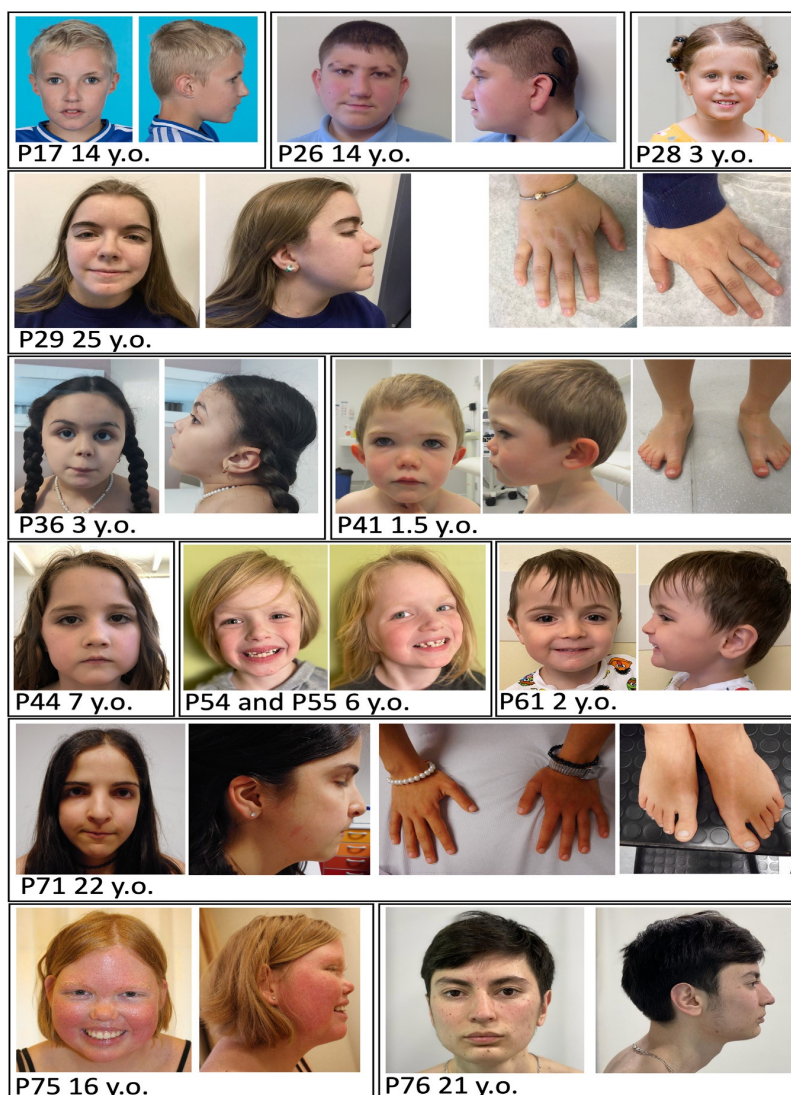 P17 14 y.o.
P26 14 y.o.
P28 3 y.o.
P29 25 y.o.
P36 3 y.o.
P41 1.5 y.o.
P44 7 y.o.
P54 and P55 6 y.o.
P61 2 y.o.
P71 22 y.o.
P75 16 y.o.
P76 21 y.o.